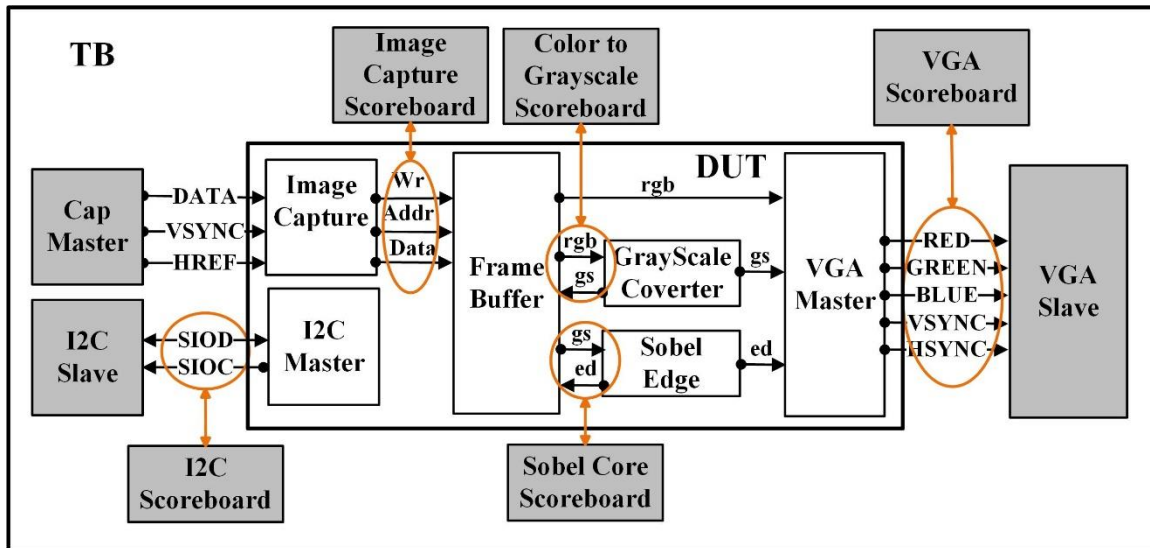 TB
Image
Capture
Scoreboard
Color to
Grayscale
Scoreboard
VGA
Scoreboard
DUT
Cap
Master
DATA
VSYNC
HREF
Image
Capture
Wr
Addr
Data
Frame
Buffer
rgb
rgb
gs
GrayScale
Coverter
gs
VGA
Master
RED
GREEN
BLUE
VSYNC
HSYNC
VGA
Slave
I2C
Slave
SIOD
SIOC
I2C
Master
gs
ed
Sobel
Edge
ed
I2C
Scoreboard
Sobel Core
Scoreboard